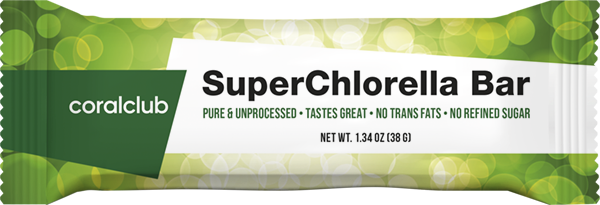 coralclub
SuperChlorella Bar
PURE & UNPROCESSED • TASTES GREAT • NO TRANS FATS • NO REFINED SUGAR
NET WT. 1.34 OZ (38 G)